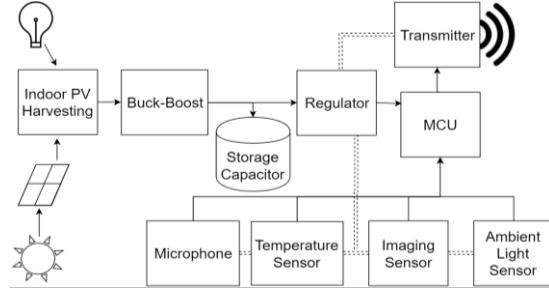 Transmitter
Indoor PV
Harvesting
Buck-Boost
Regulator
MCU
Storage
Capacitor
Microphone
Temperature
Sensor
Imaging
Sensor
Ambient
Light
Sensor